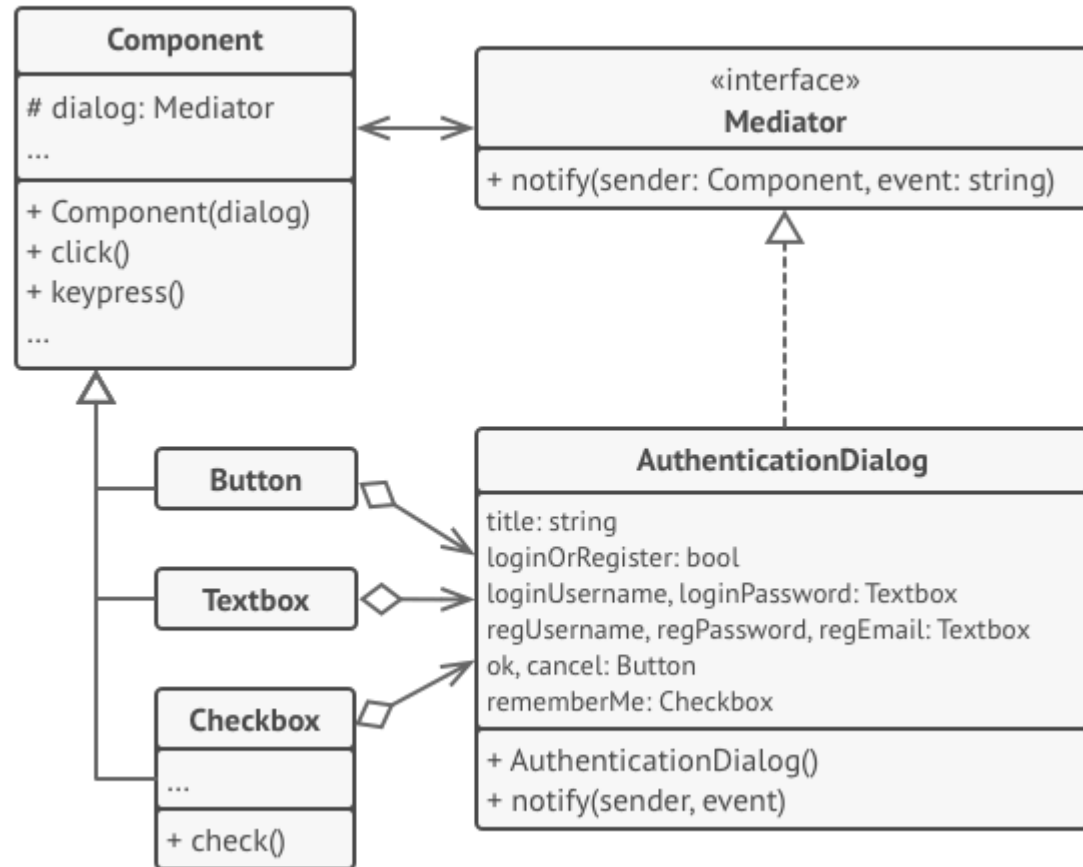 Component
# dialog: Mediator
...
+ Component(dialog)
+ click()
+ keypress()
...
«interface»
Mediator
+ notify(sender: Component, event: string)
Button
Textbox
Checkbox
...
+ check()
AuthenticationDialog
title: string
loginOrRegister: bool
loginUsername, loginPassword: Textbox
regUsername, regPassword, regEmail: Textbox
ok, cancel: Button
rememberMe: Checkbox
+ AuthenticationDialog()
+ notify(sender, event)